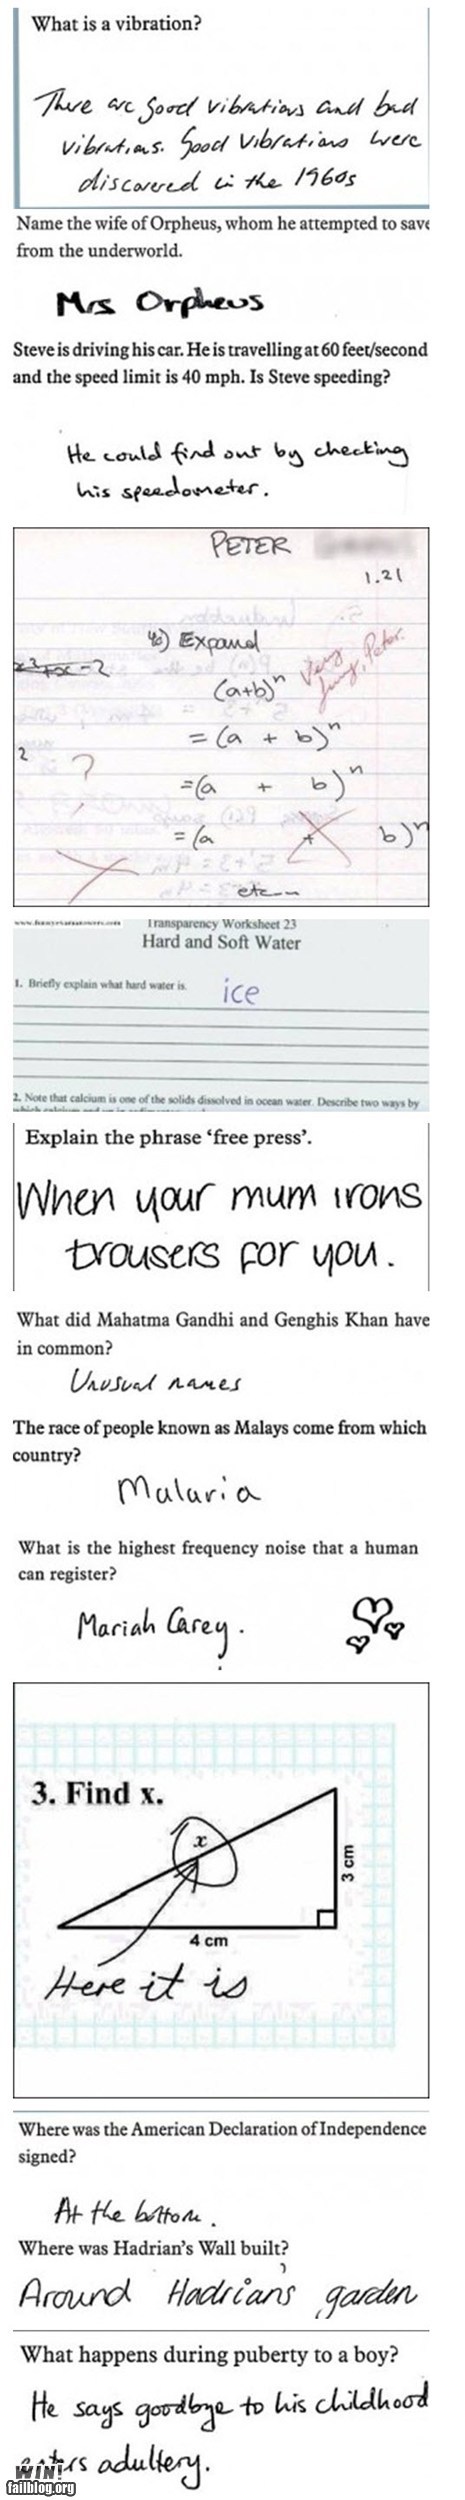 What is a vibration?
There are good vibrations and bad
vibrations. Good vibrations were
discovered in the 1960s
Name the wife of Orpheus, whom he attempted to save
from the underworld.
Mrs Orpheus
Steve is driving his car. He is travelling at 60 feet/second
and the speed limit is 40 mph. Is Steve speeding?
He could find out by checking
his speedometer.
PETER
1.21
Expand
Very
funny, Peter.
(a+b)ⁿ
= (a + b)ⁿ
2
?
= (a + b)ⁿ
= (a + b)ⁿ
etc...
Transparency Worksheet 23
Hard and Soft Water
1. Briefly explain what hard water is.
ice
2. Note that calcium is one of the solids dissolved in ocean water. Describe two ways by
Explain the phrase 'free press'.
When your mum irons
trousers for you.
What did Mahatma Gandhi and Genghis Khan have
in common?
Unusual names
The race of people known as Malays come from which
country?
Malaria
What is the highest frequency noise that a human
can register?
Mariah Carey.
3. Find x.
x
3 cm
4 cm
Here it is
Where was the American Declaration of Independence
signed?
At the bottom.
Where was Hadrian's Wall built?
Around Hadrian's garden
What happens during puberty to a boy?
He says goodbye to his childhood
adultery.
WIN!
failblog.org